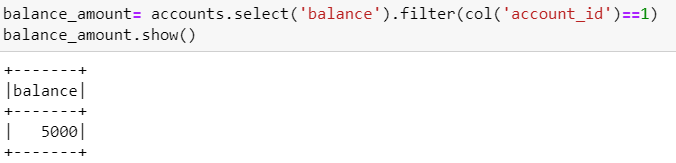 balance_amount= accounts.select('balance').filter(col('account_id')==1)
balance_amount.show()
+-------+
|balance|
+-------+
|   5000|
+-------+